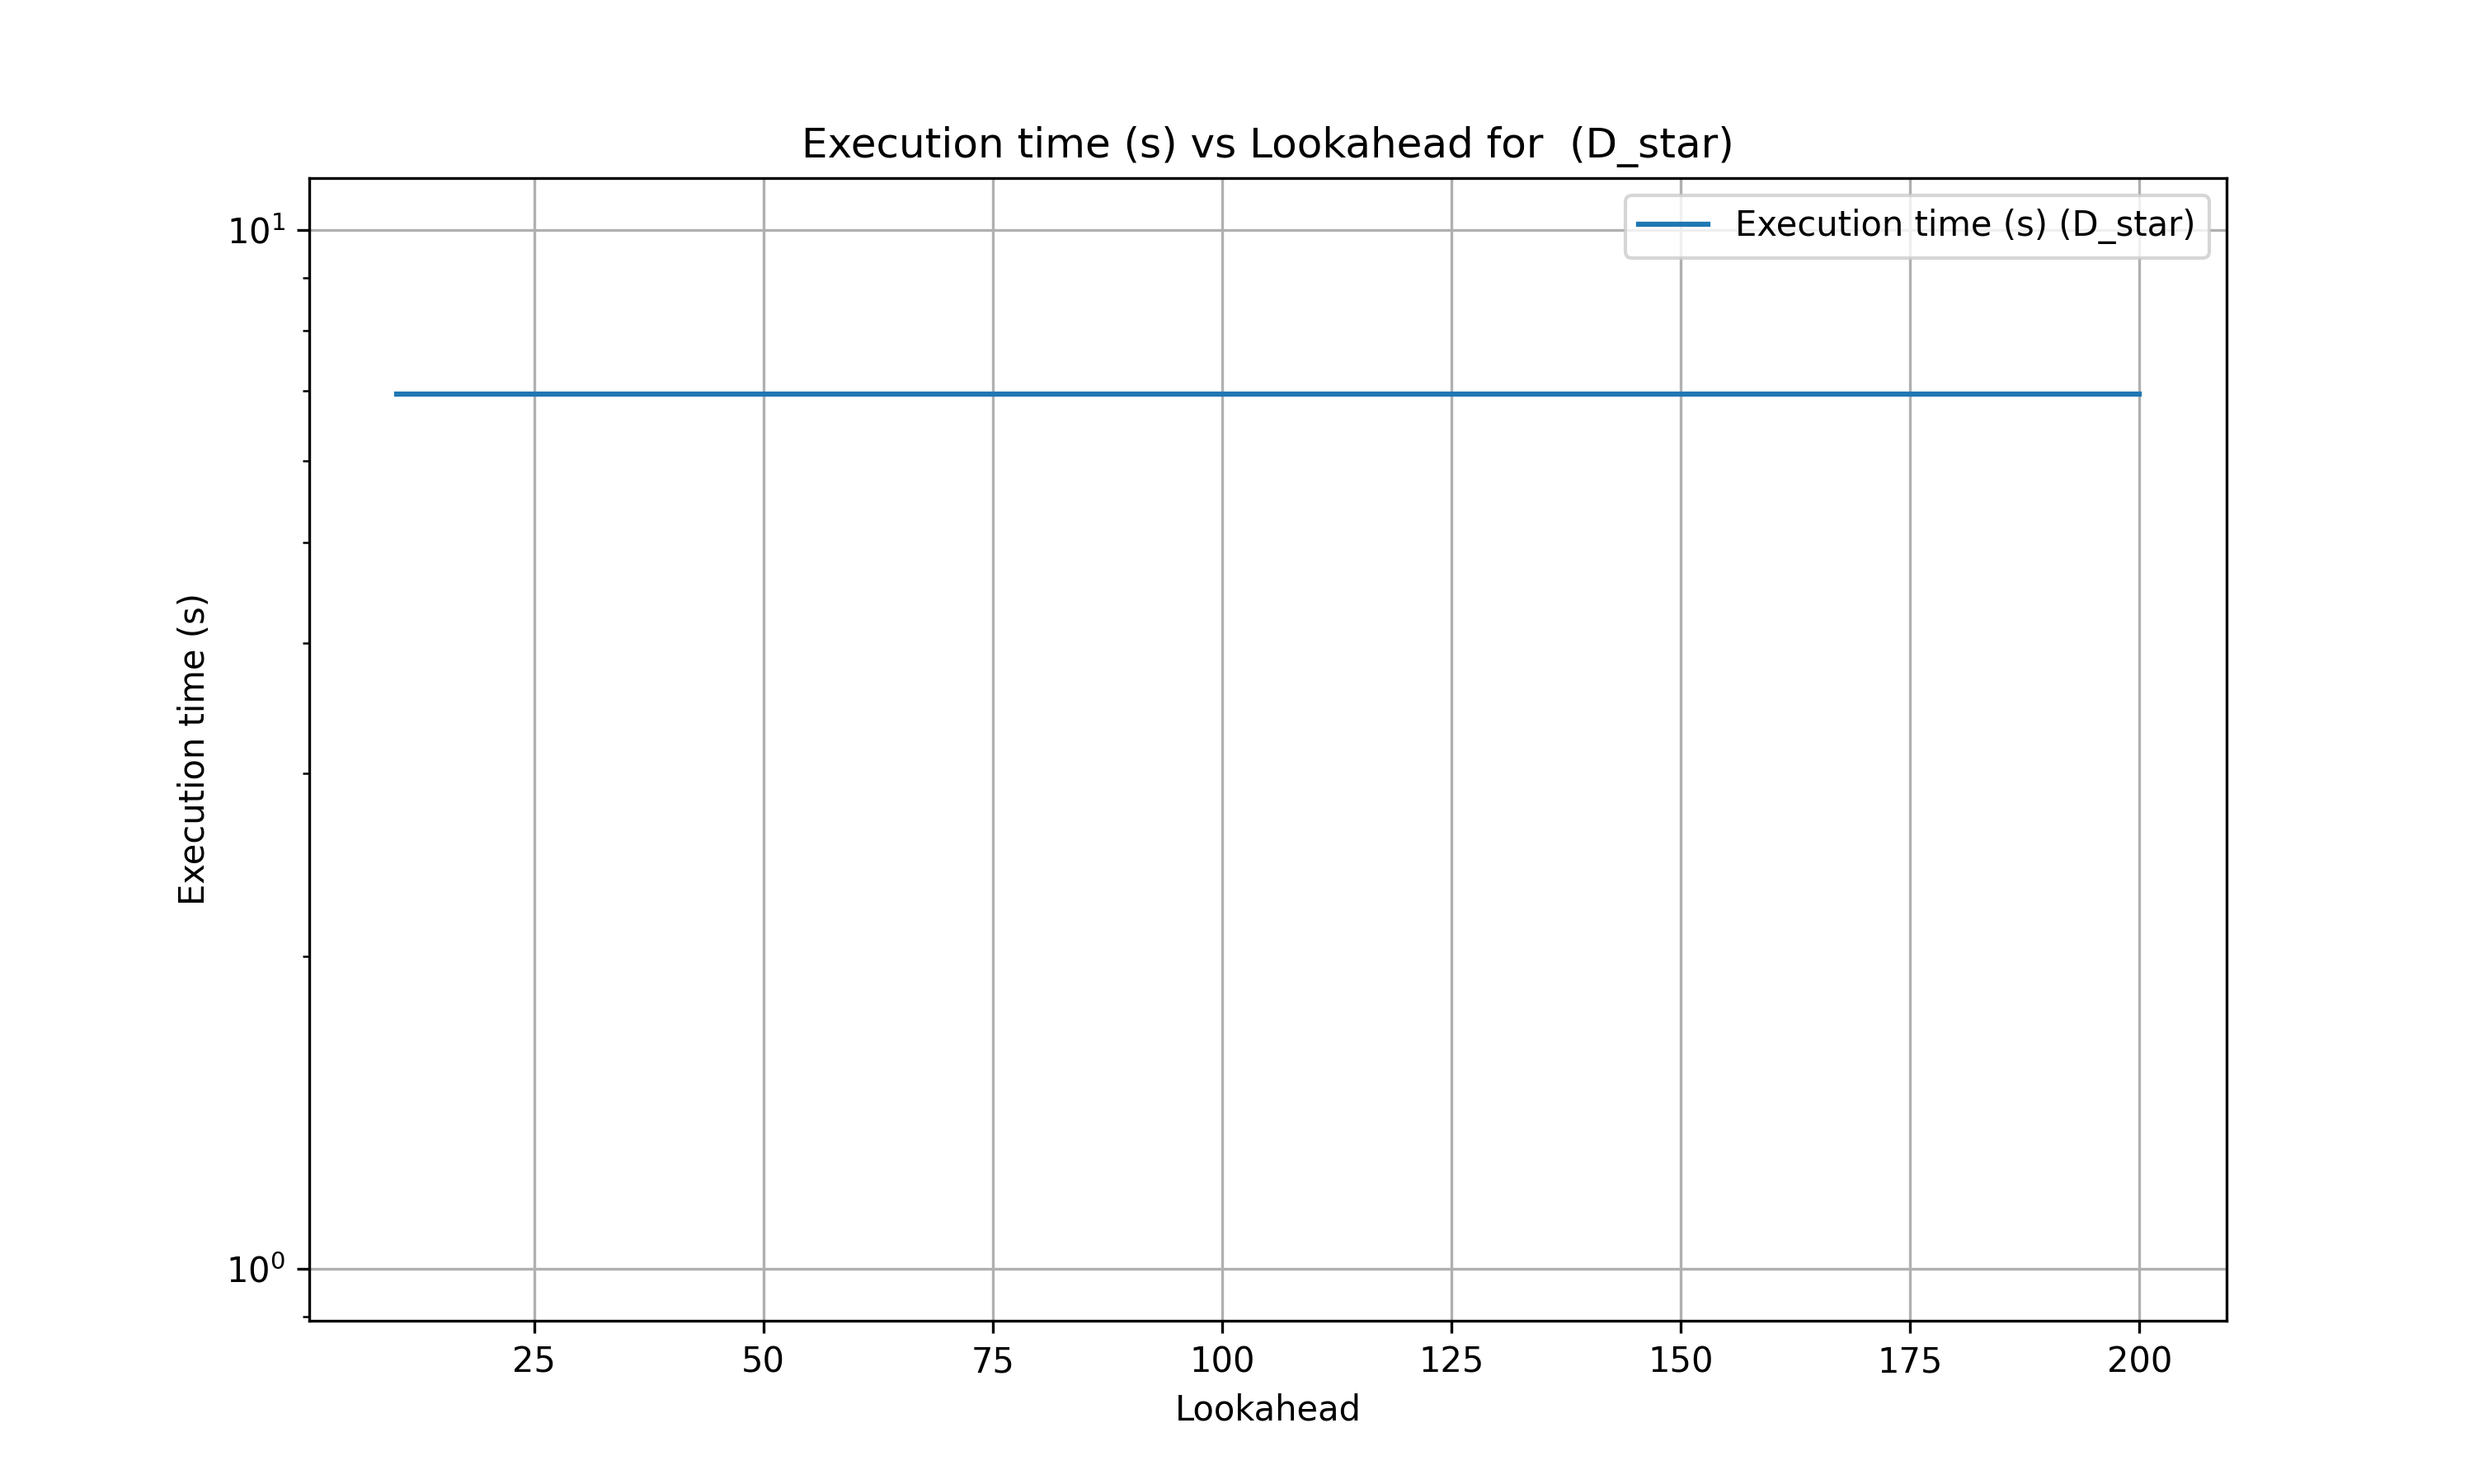 Execution time (s) vs Lookahead for  (D_star)
Execution time (s) (D_star)
10¹
10⁰
Execution time (s)
25 50 75 100 125 150 175 200
Lookahead